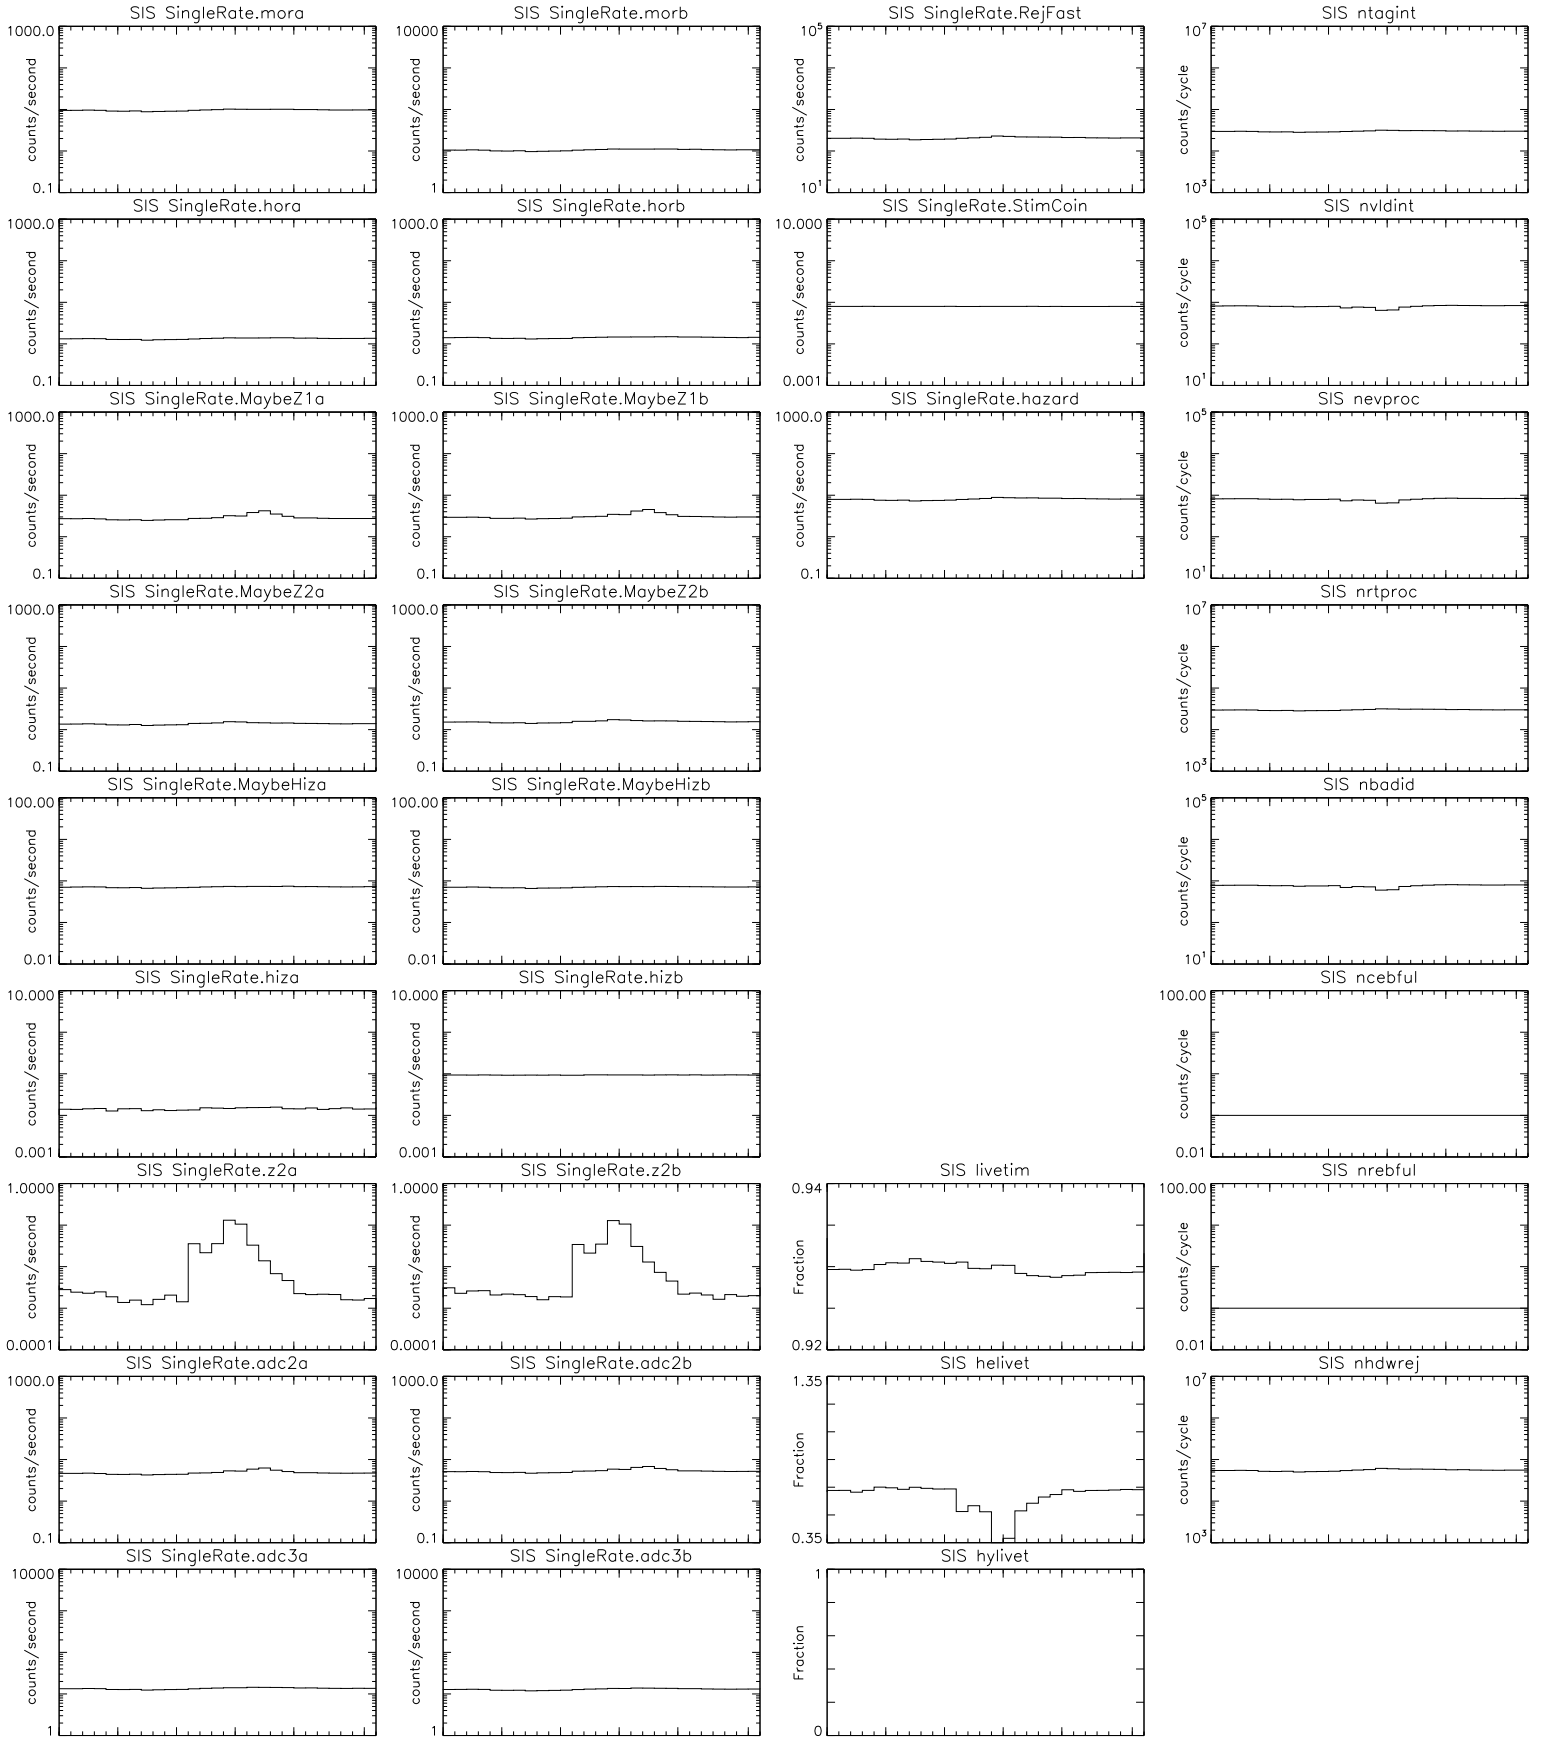 SIS SingleRate.mora SIS SingleRate.morb SIS SingleRate.RejFast SIS ntagint
1000.0 10000 10⁵ 10⁷
counts/second counts/second counts/second counts/cycle
0.1 1 10¹ 10³
SIS SingleRate.hora SIS SingleRate.horb SIS SingleRate.StimCoin SIS nvldint
1000.0 1000.0 10.000 10⁵
counts/second counts/second counts/second counts/cycle
0.1 0.1 0.001 10¹
SIS SingleRate.MaybeZ1a SIS SingleRate.MaybeZ1b SIS SingleRate.hazard SIS nevproc
1000.0 1000.0 1000.0 10⁵
counts/second counts/second counts/second counts/cycle
0.1 0.1 0.1 10¹
SIS SingleRate.MaybeZ2a SIS SingleRate.MaybeZ2b SIS nrtproc
1000.0 1000.0 10⁷
counts/second counts/second counts/cycle
0.1 0.1 10³
SIS SingleRate.MaybeHiza SIS SingleRate.MaybeHizb SIS nbadid
100.00 100.00 10⁵
counts/second counts/second counts/cycle
0.01 0.01 10¹
SIS SingleRate.hiza SIS SingleRate.hizb SIS ncebful
10.000 10.000 100.00
counts/second counts/second counts/cycle
0.001 0.001 0.01
SIS SingleRate.z2a SIS SingleRate.z2b SIS livetim SIS nrebful
1.0000 1.0000 0.94 100.00
counts/second counts/second Fraction counts/cycle
0.0001 0.0001 0.92 0.01
SIS SingleRate.adc2a SIS SingleRate.adc2b SIS helivet SIS nhdwrej
1000.0 1000.0 1.35 10⁷
counts/second counts/second Fraction counts/cycle
0.1 0.1 0.35 10³
SIS SingleRate.adc3a SIS SingleRate.adc3b SIS hylivet
10000 10000 1
counts/second counts/second Fraction
1 1 0